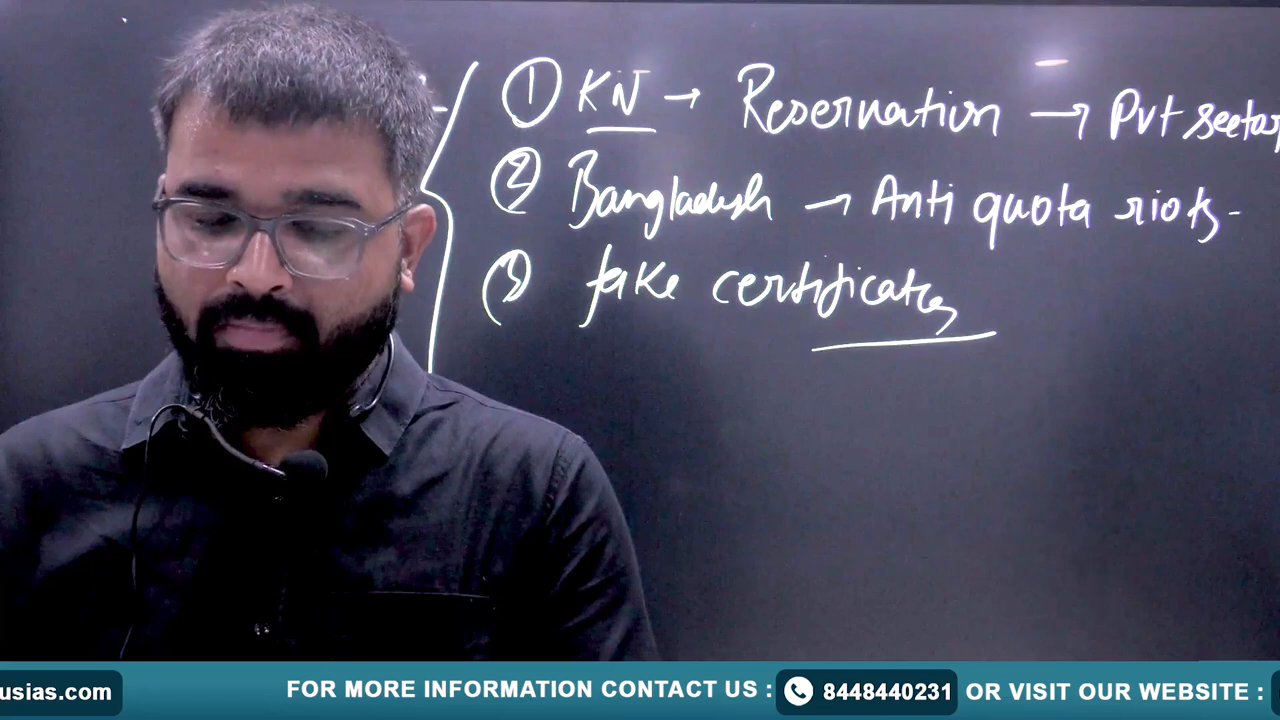 ① KN → Reservation → Pvt sector
② Bangladesh → Anti quota riots-
③ fake certificates
usias.com FOR MORE INFORMATION CONTACT US : 8448440231 OR VISIT OUR WEBSITE :